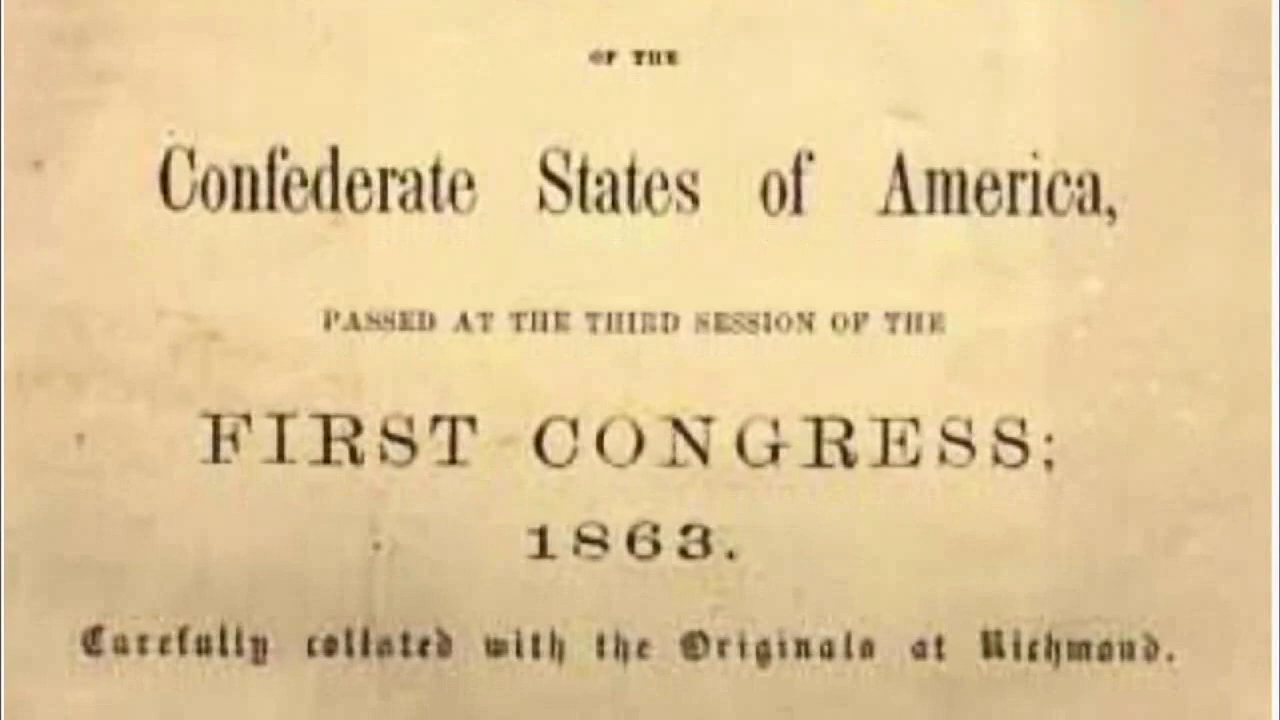 OF THE
Confederate States of America,
PASSED AT THE THIRD SESSION OF THE
FIRST CONGRESS;
1863.
Carefully collated with the Originals at Richmond.